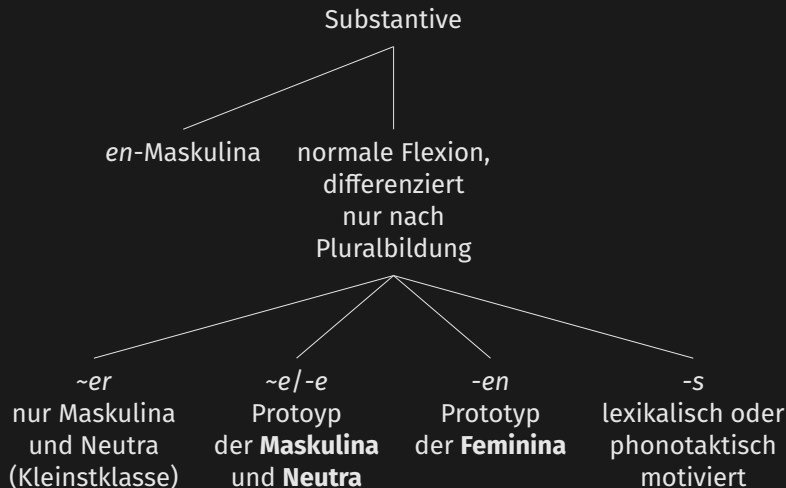 Substantive
en-Maskulina
normale Flexion,
differenziert
nur nach
Pluralbildung
~er
nur Maskulina
und Neutra
(Kleinstklasse)
~e/-e
Protoyp
der Maskulina
und Neutra
-en
Prototyp
der Feminina
-s
lexikalisch oder
phonotaktisch
motiviert